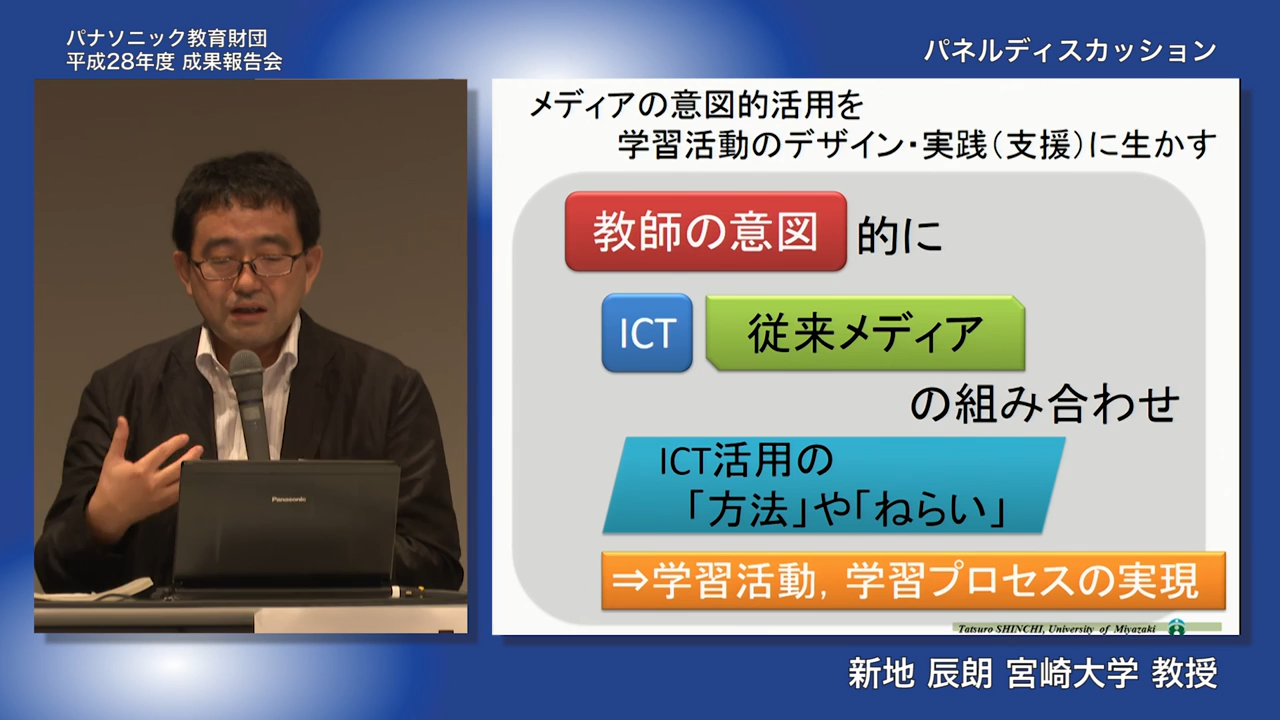 パナソニック教育財団
平成28年度 成果報告会
パネルディスカッション
メディアの意図的活用を
学習活動のデザイン・実践(支援)に生かす
教師の意図 的に
ICT 従来メディア
の組み合わせ
ICT活用の
「方法」や「ねらい」
⇒学習活動, 学習プロセスの実現
Tatsuro SHINCHI, University of Miyazaki
Panasonic
新地 辰朗 宮崎大学 教授